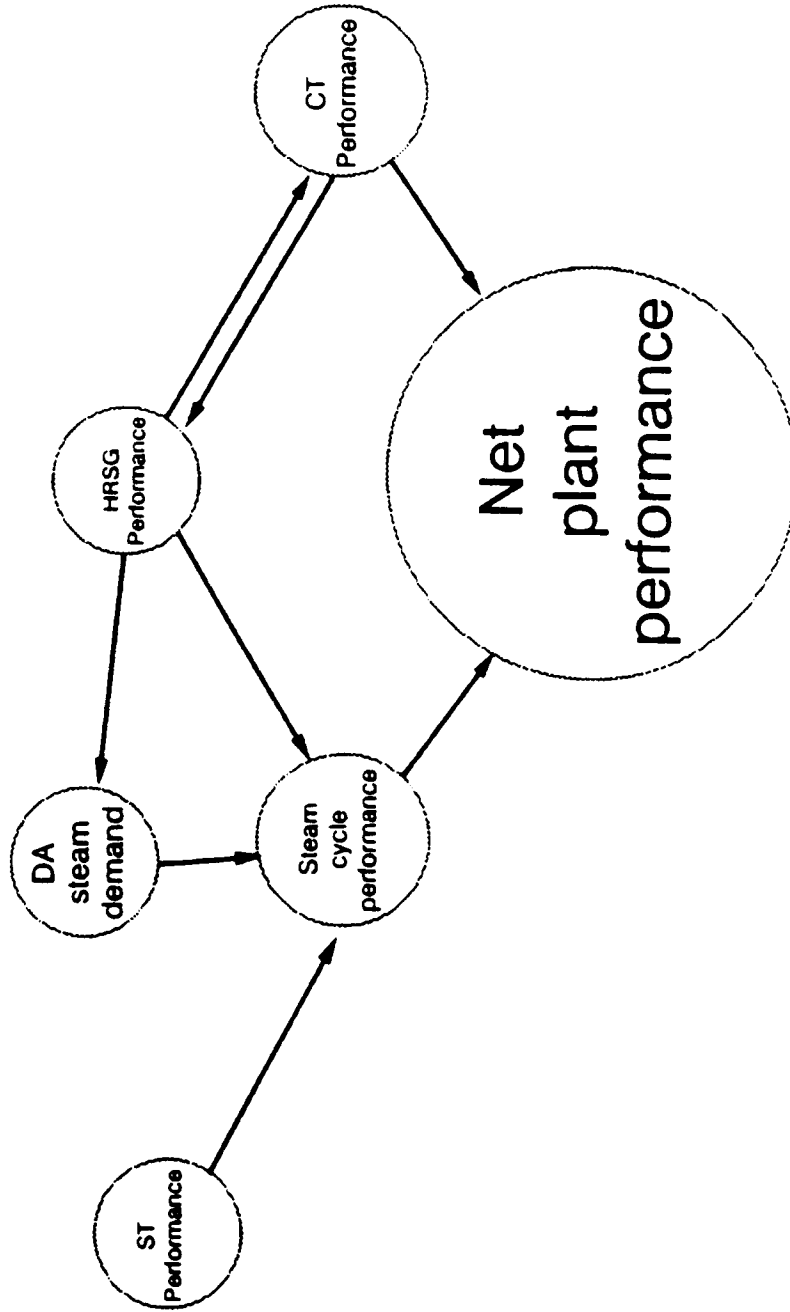 ST
Performance
DA
steam
demand
Steam
cycle
performance
HRSG
Performance
CT
Performance
Net
plant
performance